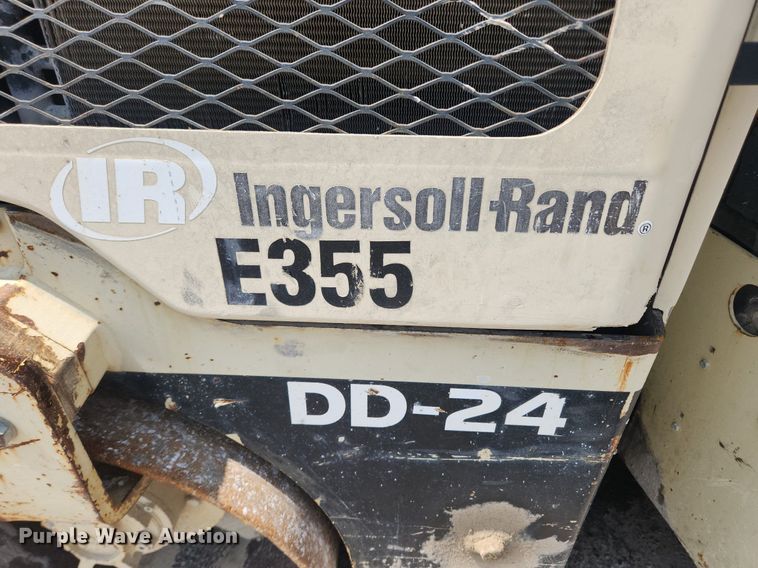 IR Ingersoll-Rand®
E355
DD-24
Purple Wave Auction